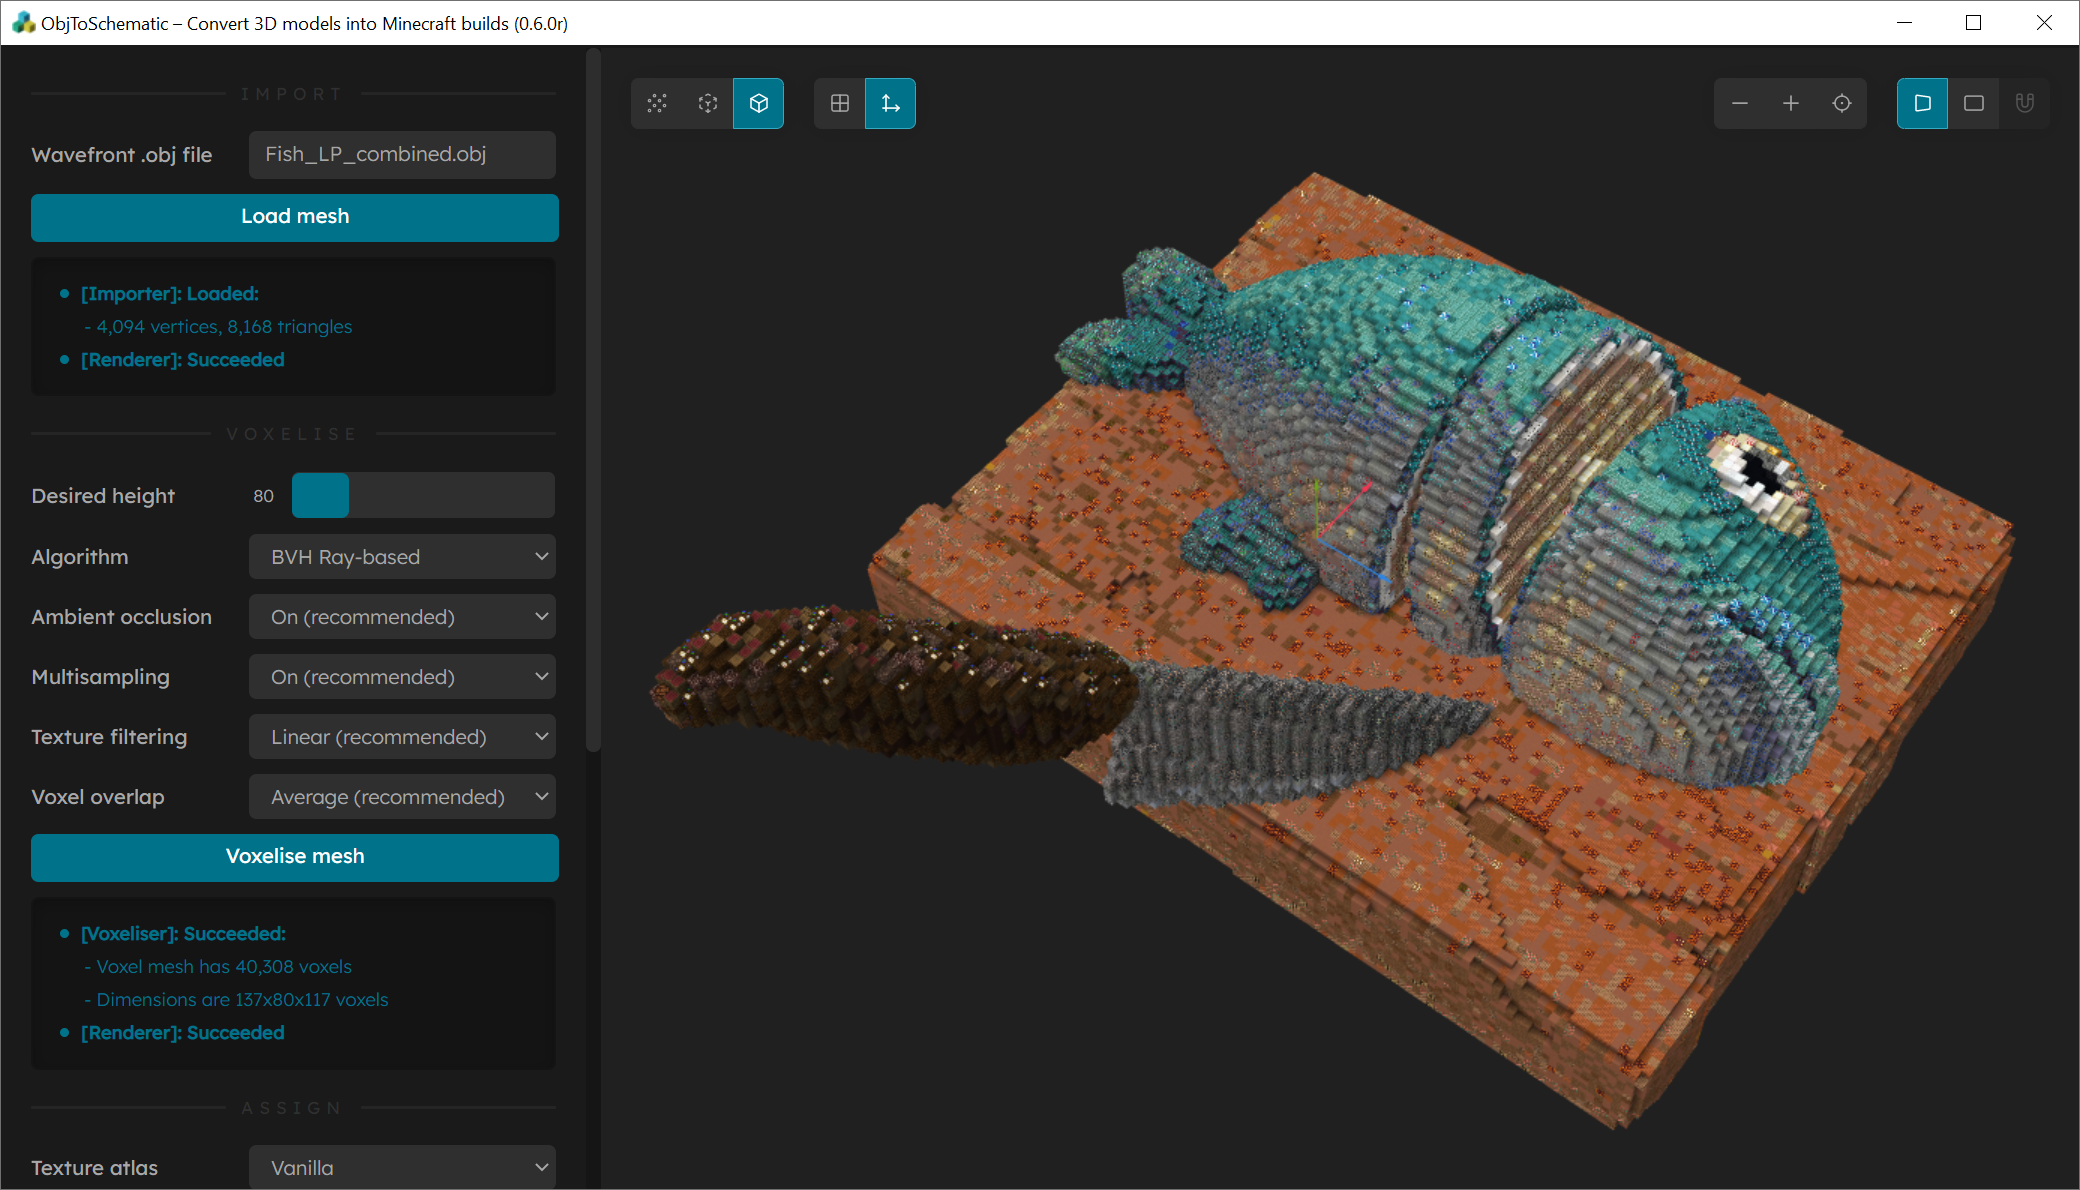 ObjToSchematic – Convert 3D models into Minecraft builds (0.6.0r)
IMPORT
Wavefront .obj file
Fish_LP_combined.obj
Load mesh
[Importer]: Loaded:
- 4,094 vertices, 8,168 triangles
[Renderer]: Succeeded
VOXELISE
Desired height
80
Algorithm
BVH Ray-based
Ambient occlusion
On (recommended)
Multisampling
On (recommended)
Texture filtering
Linear (recommended)
Voxel overlap
Average (recommended)
Voxelise mesh
[Voxeliser]: Succeeded:
- Voxel mesh has 40,308 voxels
- Dimensions are 137x80x117 voxels
[Renderer]: Succeeded
ASSIGN
Texture atlas
Vanilla